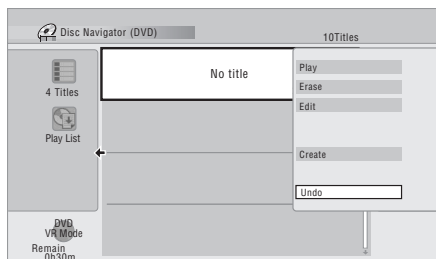 Disc Navigator (DVD)
10Titles
4 Titles
Play List
No title
Play
Erase
Edit
Create
Undo
DVD
VR Mode
Remain
0h30m